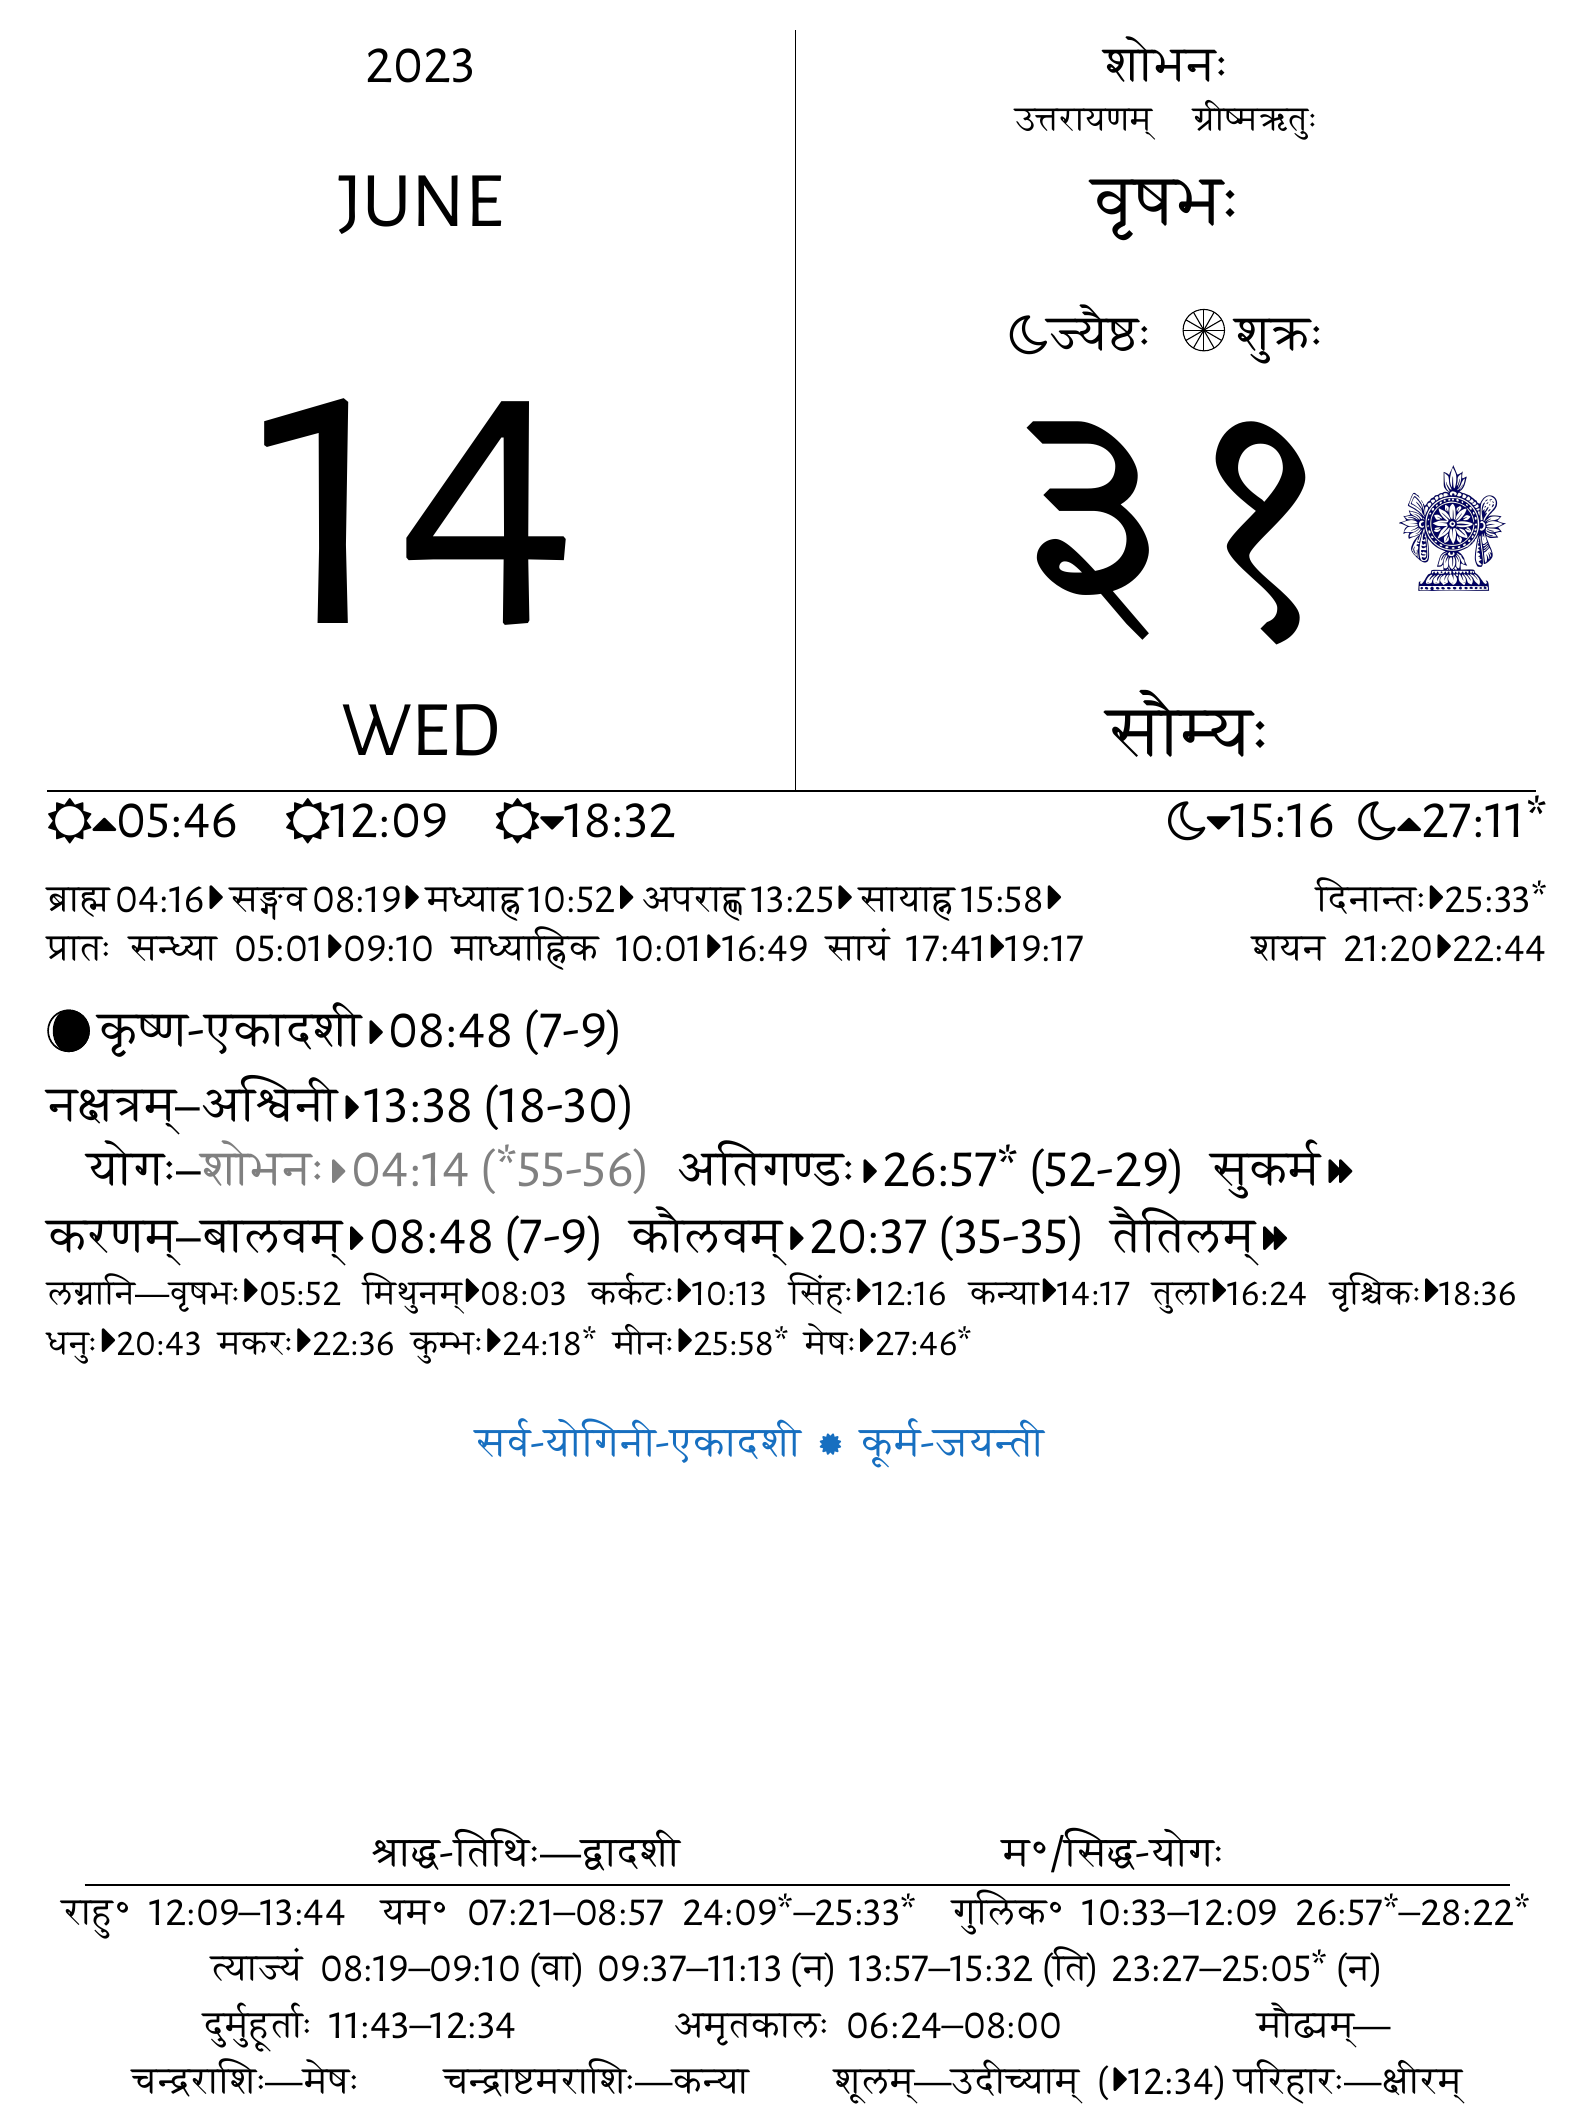 2023
JUNE
14
WED
शोभनः
उत्तरायणम् ग्रीष्मऋतुः
वृषभः
ज्यैष्ठः शुक्रः
३१
सौम्यः
05:46 12:09 18:32 15:16 27:11*
ब्राह्म 04:16 सङ्गव 08:19 मध्याह्न 10:52 अपराह्ण 13:25 सायाह्न 15:58 दिनान्तः 25:33*
प्रातः सन्ध्या 05:01 09:10 माध्याह्निक 10:01 16:49 सायं 17:41 19:17 शयन 21:20 22:44
कृष्ण-एकादशी 08:48 (7-9)
नक्षत्रम्–अश्विनी 13:38 (18-30)
योगः–शोभनः 04:14 (*55-56) अतिगण्डः 26:57* (52-29) सुकर्म
करणम्–बालवम् 08:48 (7-9) कौलवम् 20:37 (35-35) तैतिलम्
लग्नानि—वृषभः 05:52 मिथुनम् 08:03 कर्कटः 10:13 सिंहः 12:16 कन्या 14:17 तुला 16:24 वृश्चिकः 18:36
धनुः 20:43 मकरः 22:36 कुम्भः 24:18* मीनः 25:58* मेषः 27:46*
सर्व-योगिनी-एकादशी ✹ कूर्म-जयन्ती
श्राद्ध-तिथिः—द्वादशी म॰/सिद्ध-योगः
राहु॰ 12:09–13:44 यम॰ 07:21–08:57 24:09*–25:33* गुलिक॰ 10:33–12:09 26:57*–28:22*
त्याज्यं 08:19–09:10 (वा) 09:37–11:13 (न) 13:57–15:32 (ति) 23:27–25:05* (न)
दुर्मुहूर्ताः 11:43–12:34 अमृतकालः 06:24–08:00 मौढ्यम्—
चन्द्रराशिः—मेषः चन्द्राष्टमराशिः—कन्या शूलम्—उदीच्याम् (12:34) परिहारः—क्षीरम्